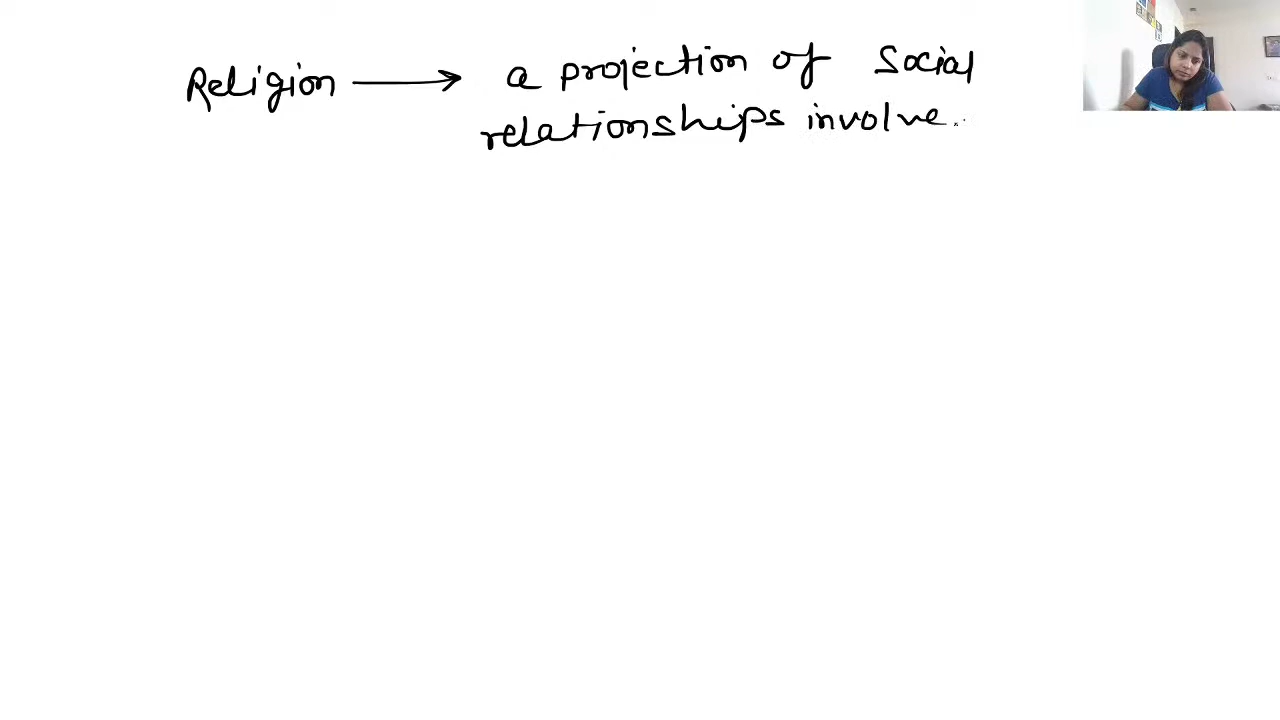 Religion → a projection of Social
relationships involve..